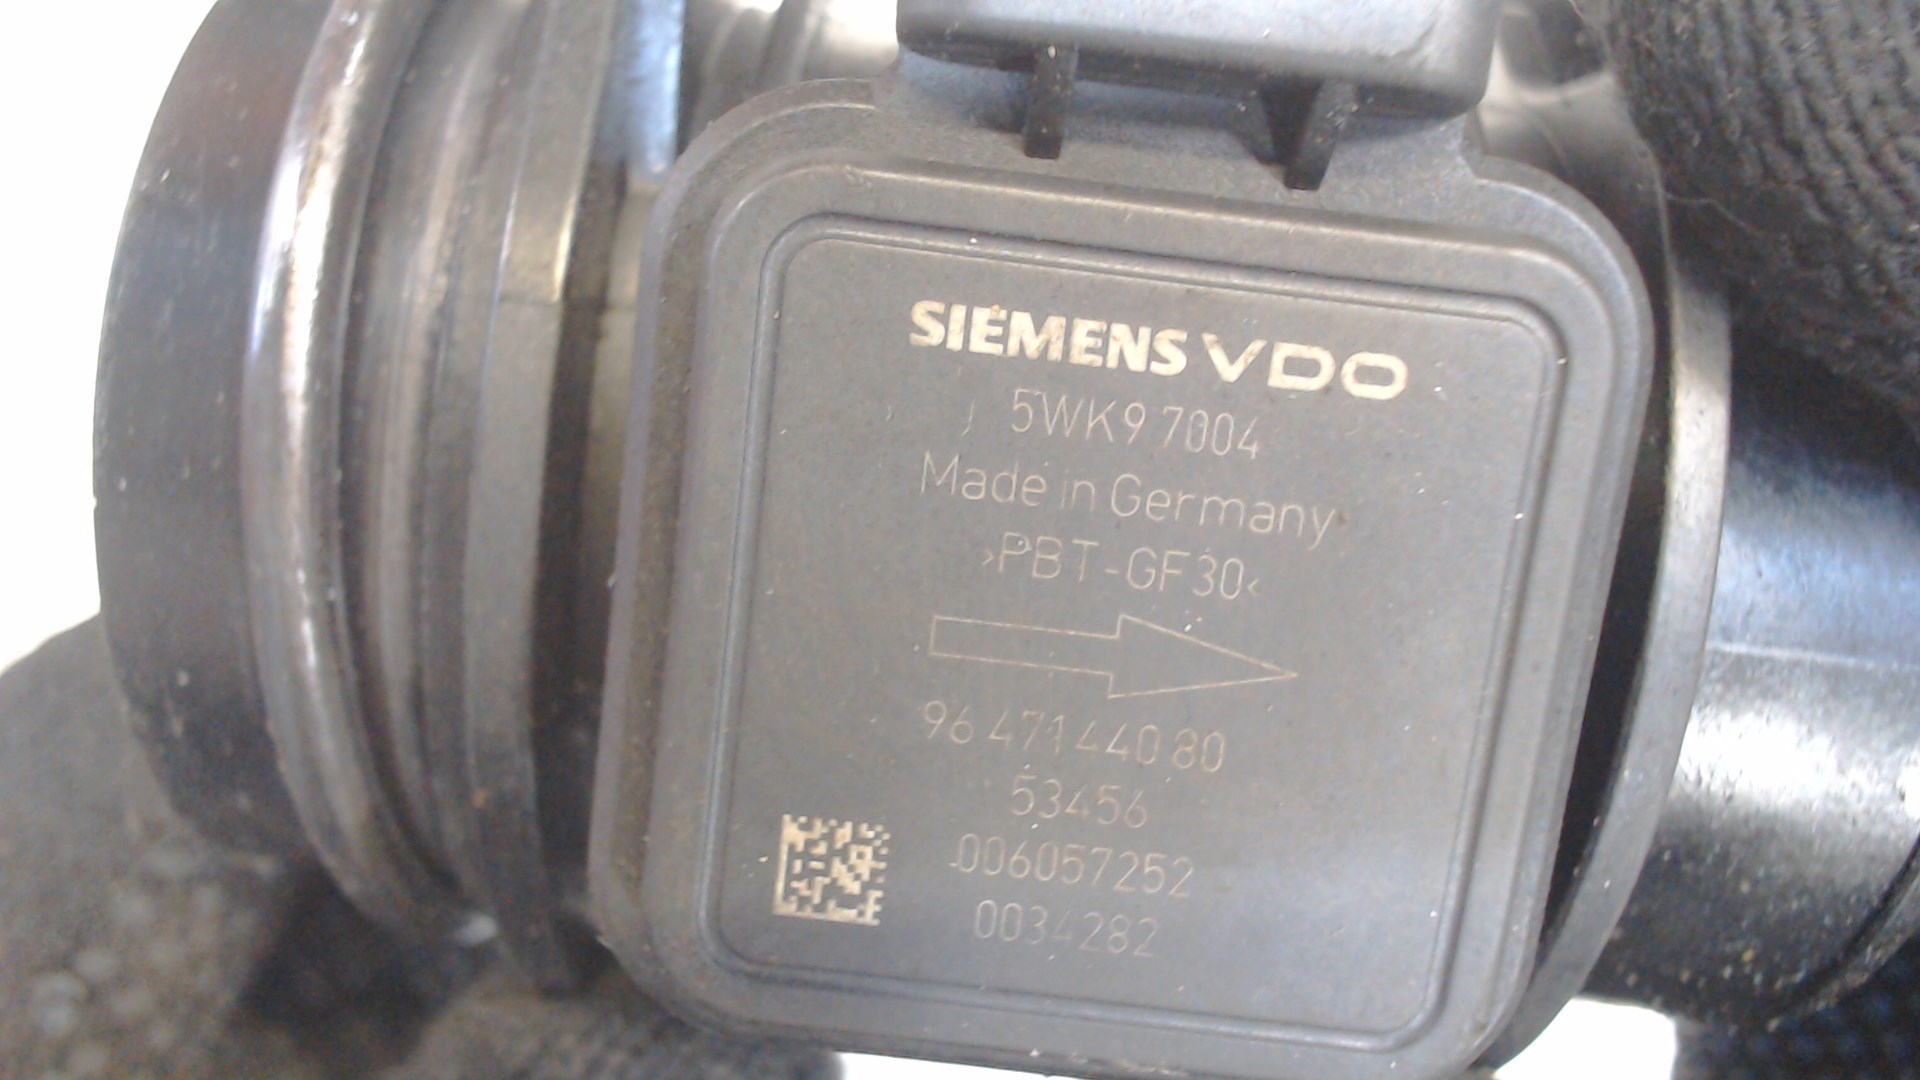 SIEMENS VDO
5WK9 7004
Made in Germany
>PBT-GF30<
96 471 440 80
53456
006057252
0034282